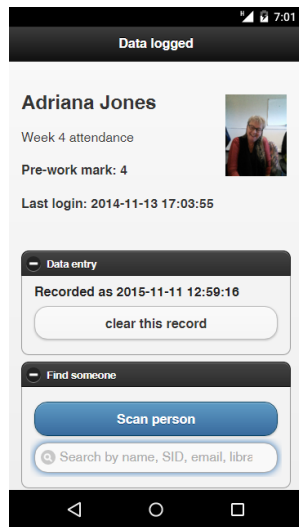 H 7:01
Data logged
Adriana Jones
Week 4 attendance
Pre-work mark: 4
Last login: 2014-11-13 17:03:55
Data entry
Recorded as 2015-11-11 12:59:16
clear this record
Find someone
Scan person
Search by name, SID, email, libra